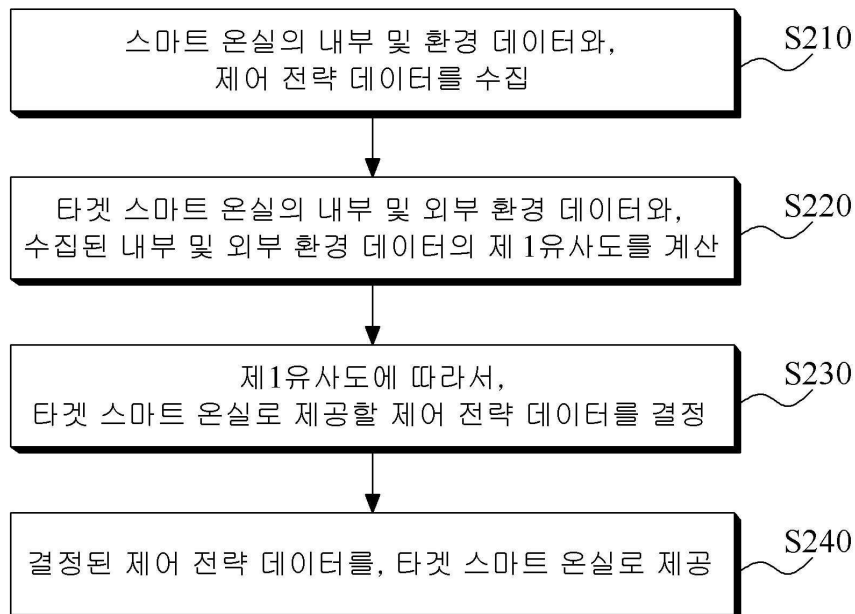 스마트 온실의 내부 및 환경 데이터와,
제어 전략 데이터를 수집
S210
타겟 스마트 온실의 내부 및 외부 환경 데이터와,
수집된 내부 및 외부 환경 데이터의 제 1유사도를 계산
S220
제1유사도에 따라서,
타겟 스마트 온실로 제공할 제어 전략 데이터를 결정
S230
결정된 제어 전략 데이터를, 타겟 스마트 온실로 제공
S240